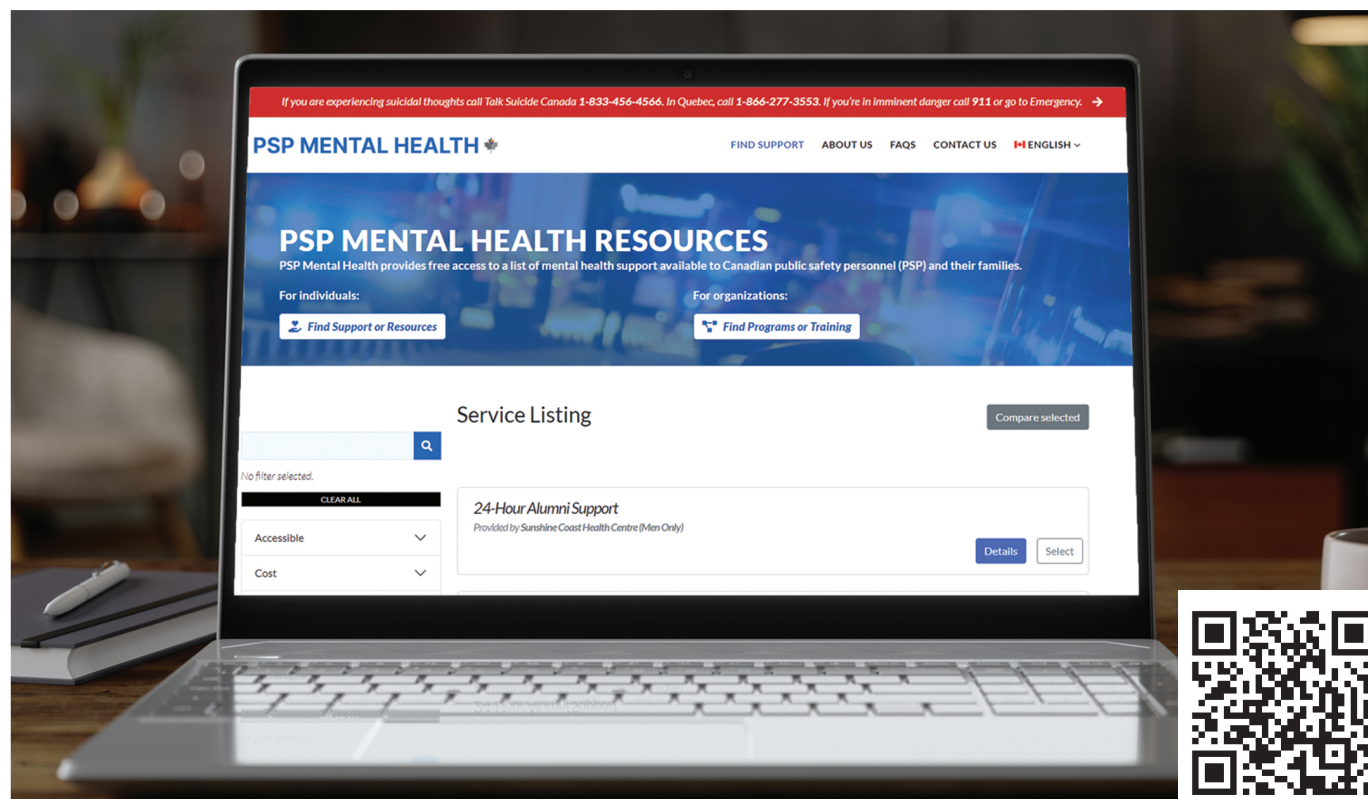 If you are experiencing suicidal thoughts call Talk Suicide Canada 1-833-456-4566. In Quebec, call 1-866-277-3553. If you're in imminent danger call 911 or go to Emergency.
PSP MENTAL HEALTH
FIND SUPPORT ABOUT US FAQS CONTACT US ENGLISH
PSP MENTAL HEALTH RESOURCES
PSP Mental Health provides free access to a list of mental health support available to Canadian public safety personnel (PSP) and their families.
For individuals: For organizations:
Find Support or Resources Find Programs or Training
Service Listing Compare selected
No filter selected.
CLEAR ALL
24-Hour Alumni Support
Provided by Sunshine Coast Health Centre (Men Only)
Accessible
Details Select
Cost